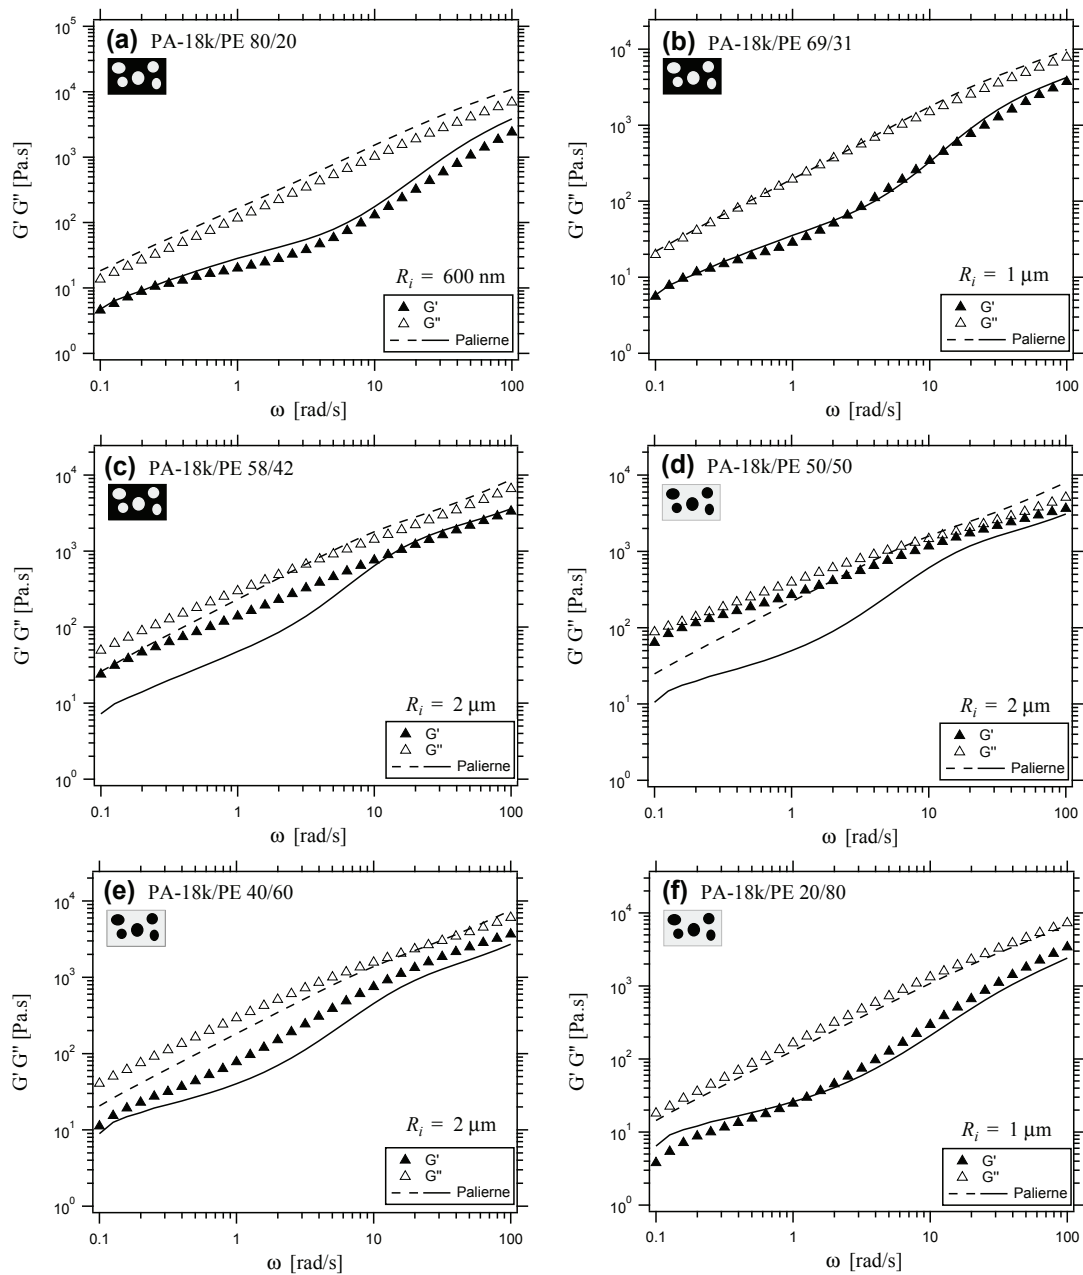 (a) PA-18k/PE 80/20
G' G'' [Pa.s]
10^5
10^4
10^3
10^2
10^1
10^0
R_i = 600 nm
G'
G''
Palierne
0.1 1 10 100
ω [rad/s]
(b) PA-18k/PE 69/31
G' G'' [Pa.s]
10^4
10^3
10^2
10^1
10^0
R_i = 1 μm
G'
G''
Palierne
0.1 1 10 100
ω [rad/s]
(c) PA-18k/PE 58/42
G' G'' [Pa.s]
10^4
10^3
10^2
10^1
10^0
R_i = 2 μm
G'
G''
Palierne
0.1 1 10 100
ω [rad/s]
(d) PA-18k/PE 50/50
G' G'' [Pa.s]
10^4
10^3
10^2
10^1
10^0
R_i = 2 μm
G'
G''
Palierne
0.1 1 10 100
ω [rad/s]
(e) PA-18k/PE 40/60
G' G'' [Pa.s]
10^4
10^3
10^2
10^1
10^0
R_i = 2 μm
G'
G''
Palierne
0.1 1 10 100
ω [rad/s]
(f) PA-18k/PE 20/80
G' G'' [Pa.s]
10^4
10^3
10^2
10^1
10^0
R_i = 1 μm
G'
G''
Palierne
0.1 1 10 100
ω [rad/s]